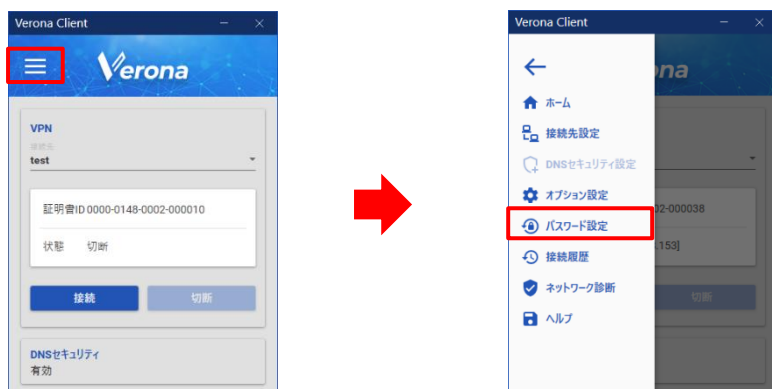 Verona Client
Verona
VPN
接続先
test
証明書ID 0000-0148-0002-000010
状態 切断
接続 切断
DNSセキュリティ
有効
Verona Client
na
ホーム
接続先設定
DNSセキュリティ設定
オプション設定
パスワード設定
02-000038
接続履歴
.153]
ネットワーク診断
切断
ヘルプ